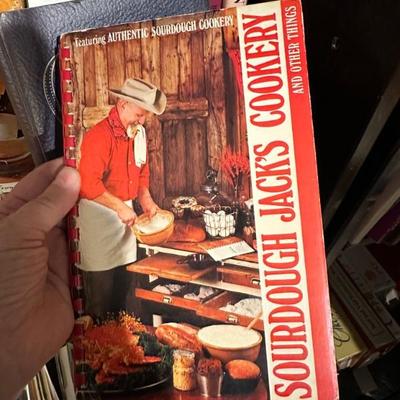 Featuring AUTHENTIC SOURDOUGH COOKERY
SOURDOUGH JACK'S COOKERY
AND OTHER THINGS